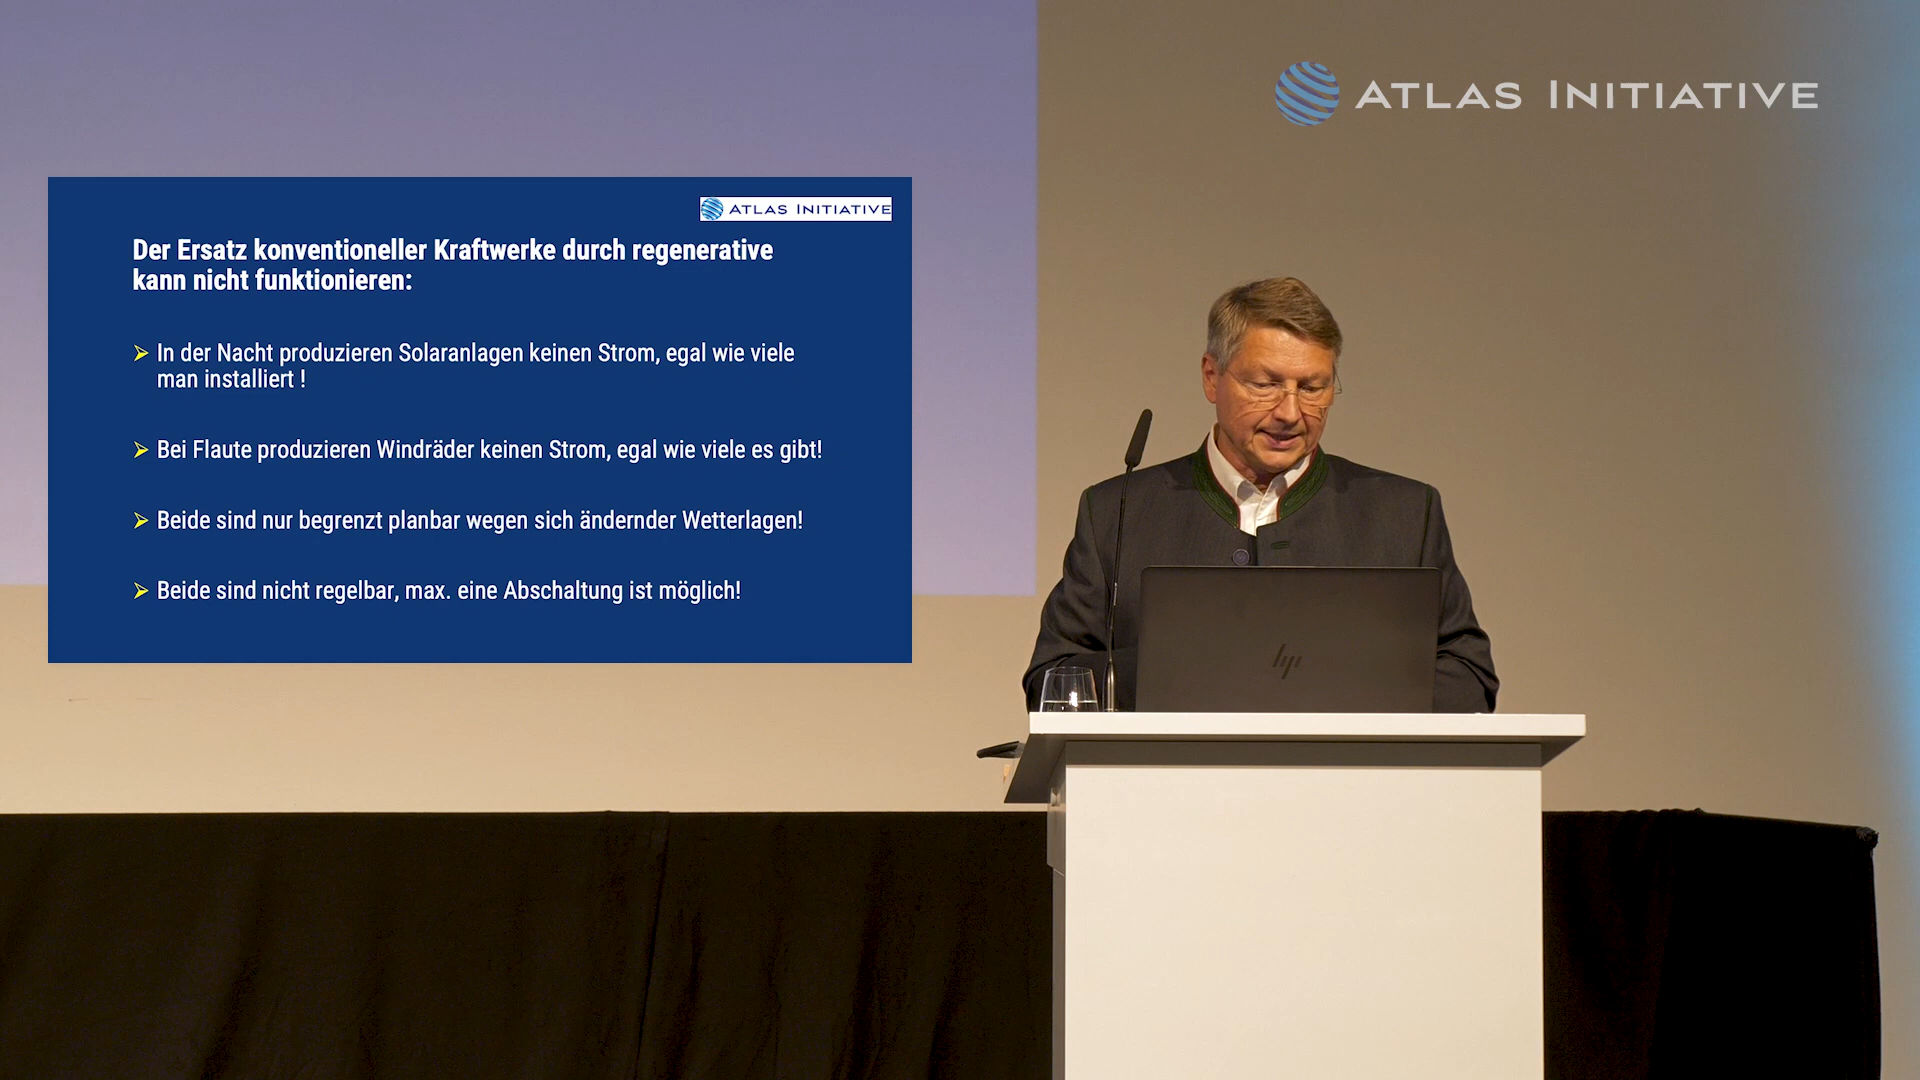 ATLAS INITIATIVE
ATLAS INITIATIVE
Der Ersatz konventioneller Kraftwerke durch regenerative
kann nicht funktionieren:
In der Nacht produzieren Solaranlagen keinen Strom, egal wie viele
man installiert !
Bei Flaute produzieren Windräder keinen Strom, egal wie viele es gibt!
Beide sind nur begrenzt planbar wegen sich ändernder Wetterlagen!
Beide sind nicht regelbar, max. eine Abschaltung ist möglich!
hp